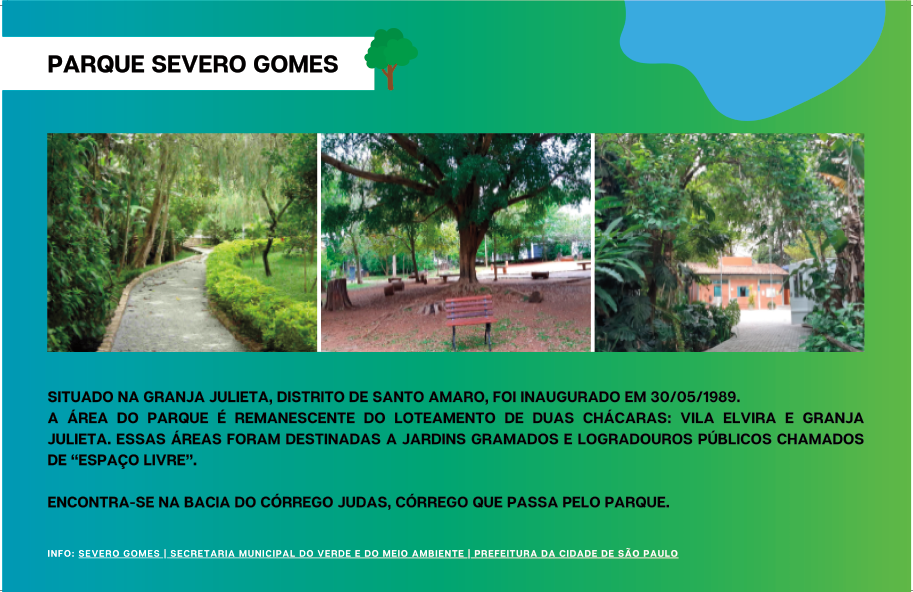 PARQUE SEVERO GOMES
SITUADO NA GRANJA JULIETA, DISTRITO DE SANTO AMARO, FOI INAUGURADO EM 30/05/1989.
A ÁREA DO PARQUE É REMANESCENTE DO LOTEAMENTO DE DUAS CHÁCARAS: VILA ELVIRA E GRANJA
JULIETA. ESSAS ÁREAS FORAM DESTINADAS A JARDINS GRAMADOS E LOGRADOUROS PÚBLICOS CHAMADOS
DE “ESPAÇO LIVRE”.
ENCONTRA-SE NA BACIA DO CÓRREGO JUDAS, CÓRREGO QUE PASSA PELO PARQUE.
INFO: SEVERO GOMES | SECRETARIA MUNICIPAL DO VERDE E DO MEIO AMBIENTE | PREFEITURA DA CIDADE DE SÃO PAULO